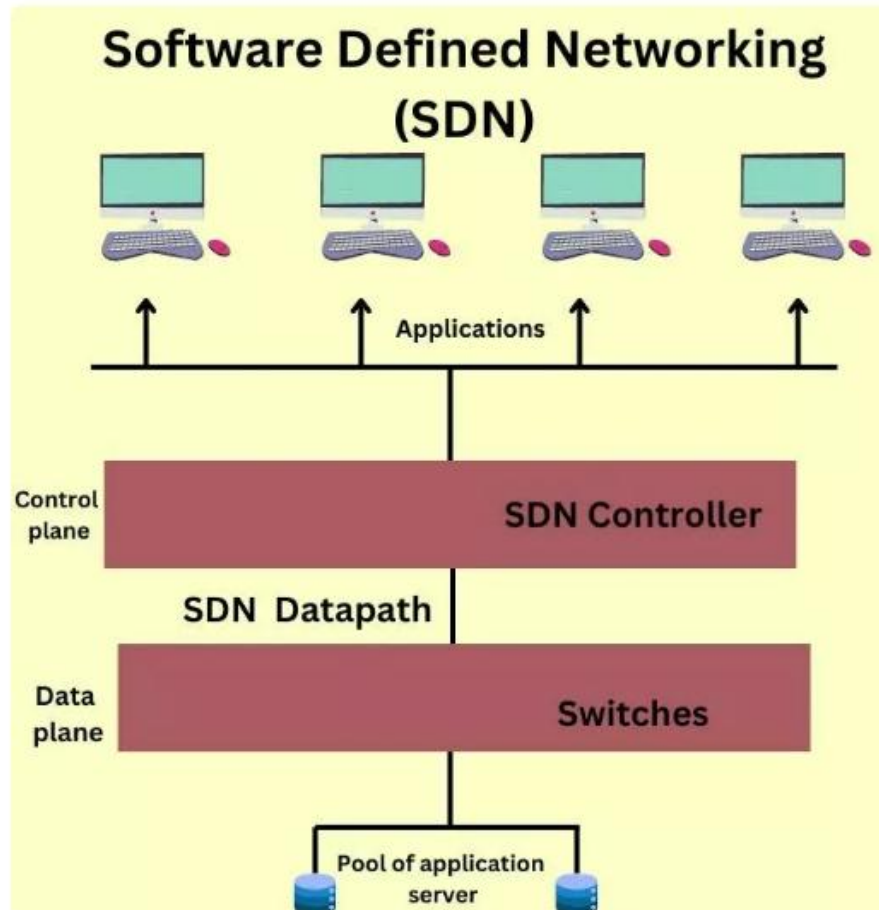 Software Defined Networking
(SDN)
Applications
Control
plane
SDN Controller
SDN Datapath
Data
plane
Switches
Pool of application
server